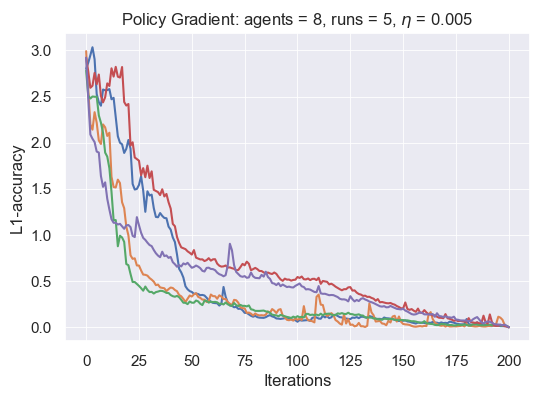 Policy Gradient: agents = 8, runs = 5, η = 0.005
L1-accuracy
3.0
2.5
2.0
1.5
1.0
0.5
0.0
0 25 50 75 100 125 150 175 200
Iterations